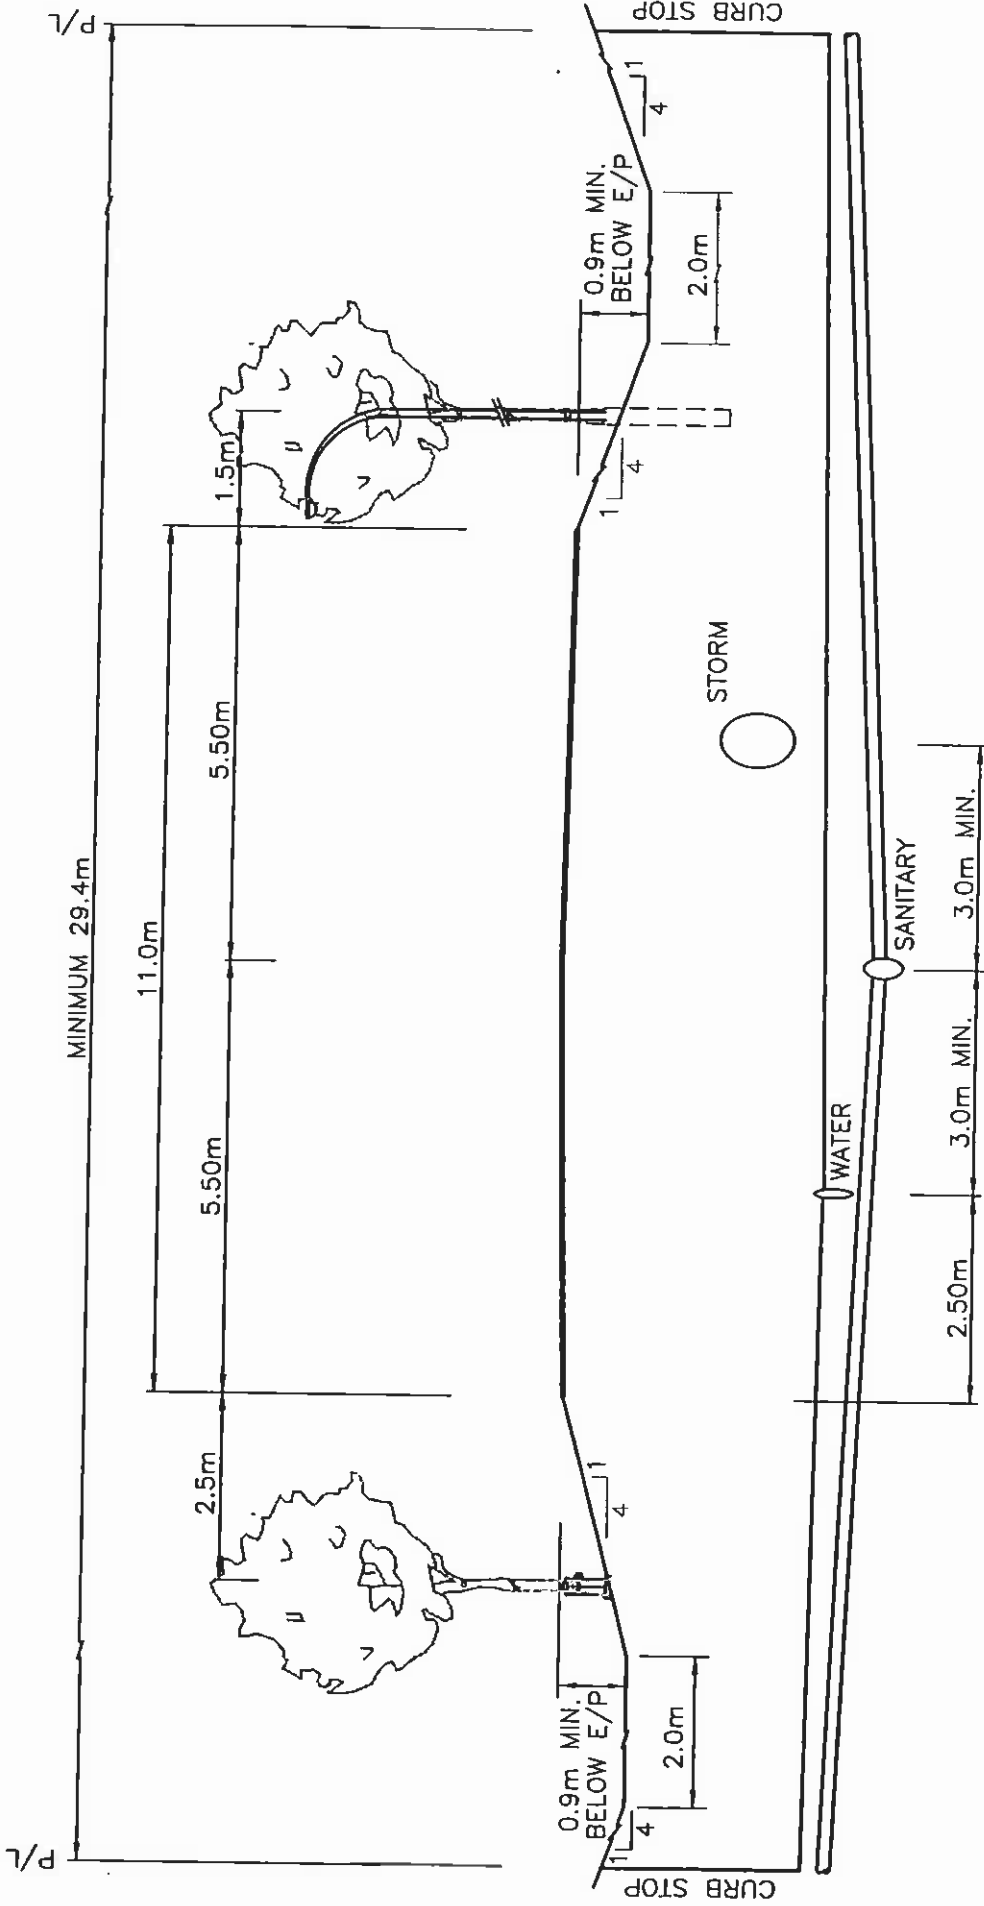 P/L
P/L
MINIMUM 29.4m
11.0m
2.5m
5.50m
5.50m
1.5m
0.9m MIN.
BELOW E/P
0.9m MIN.
BELOW E/P
1
4
2.0m
1
4
1
4
2.0m
1
4
CURB STOP
CURB STOP
STORM
WATER
SANITARY
2.50m
3.0m MIN.
3.0m MIN.